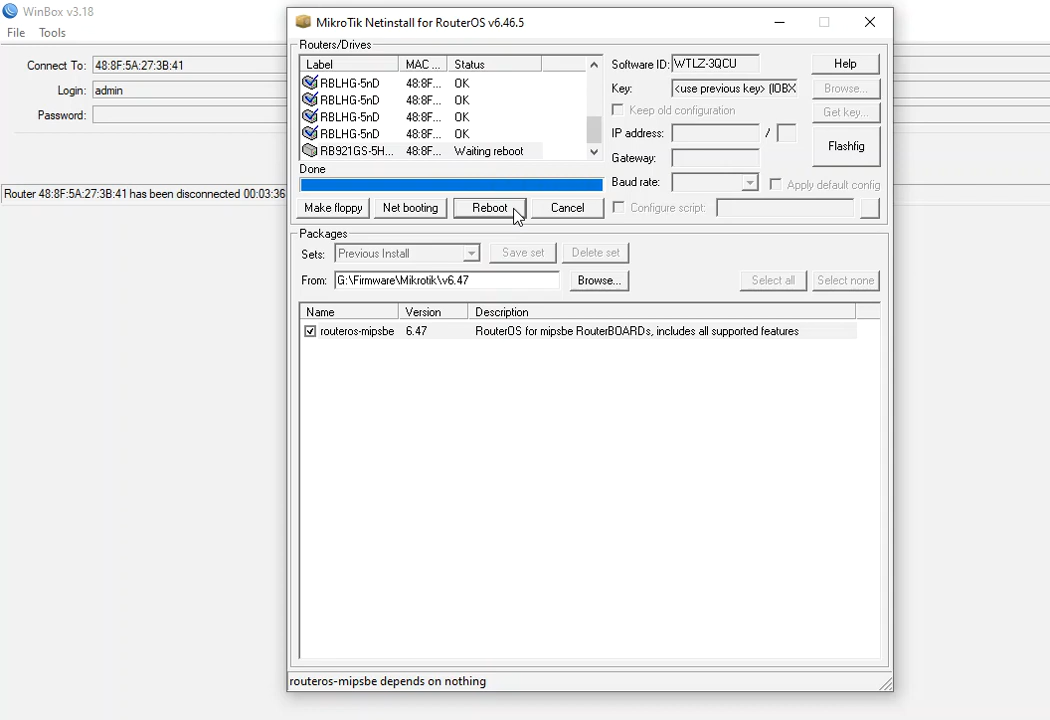 WinBox v3.18
File Tools
Connect To: 48:8F:5A:27:3B:41
Login: admin
Password:
Router 48:8F:5A:27:3B:41 has been disconnected 00:03:36
MikroTik Netinstall for RouterOS v6.46.5
Routers/Drives
Label MAC ... Status
RBLHG-5nD 48:8F... OK
RBLHG-5nD 48:8F... OK
RBLHG-5nD 48:8F... OK
RBLHG-5nD 48:8F... OK
RB921GS-5H... 48:8F... Waiting reboot
Done
Make floppy Net booting Reboot Cancel
Software ID: WTLZ-3QCU Help
Key: <use previous key> (IOBX Browse...
Keep old configuration Get key...
IP address: / Flashfig
Gateway:
Baud rate: Apply default config
Configure script:
Packages
Sets: Previous Install Save set Delete set
From: G:\Firmware\Mikrotik\v6.47 Browse... Select all Select none
Name Version Description
routeros-mipsbe 6.47 RouterOS for mipsbe RouterBOARDs, includes all supported features
routeros-mipsbe depends on nothing